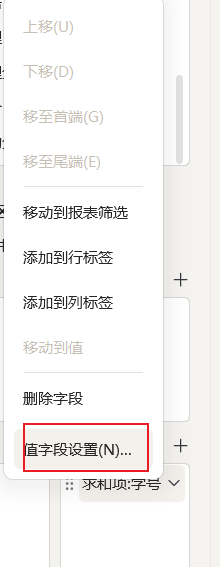 上移(U)
下移(D)
移至首端(G)
移至尾端(E)
移动到报表筛选
添加到行标签
添加到列标签
移动到值
删除字段
值字段设置(N)...
求和项:学号